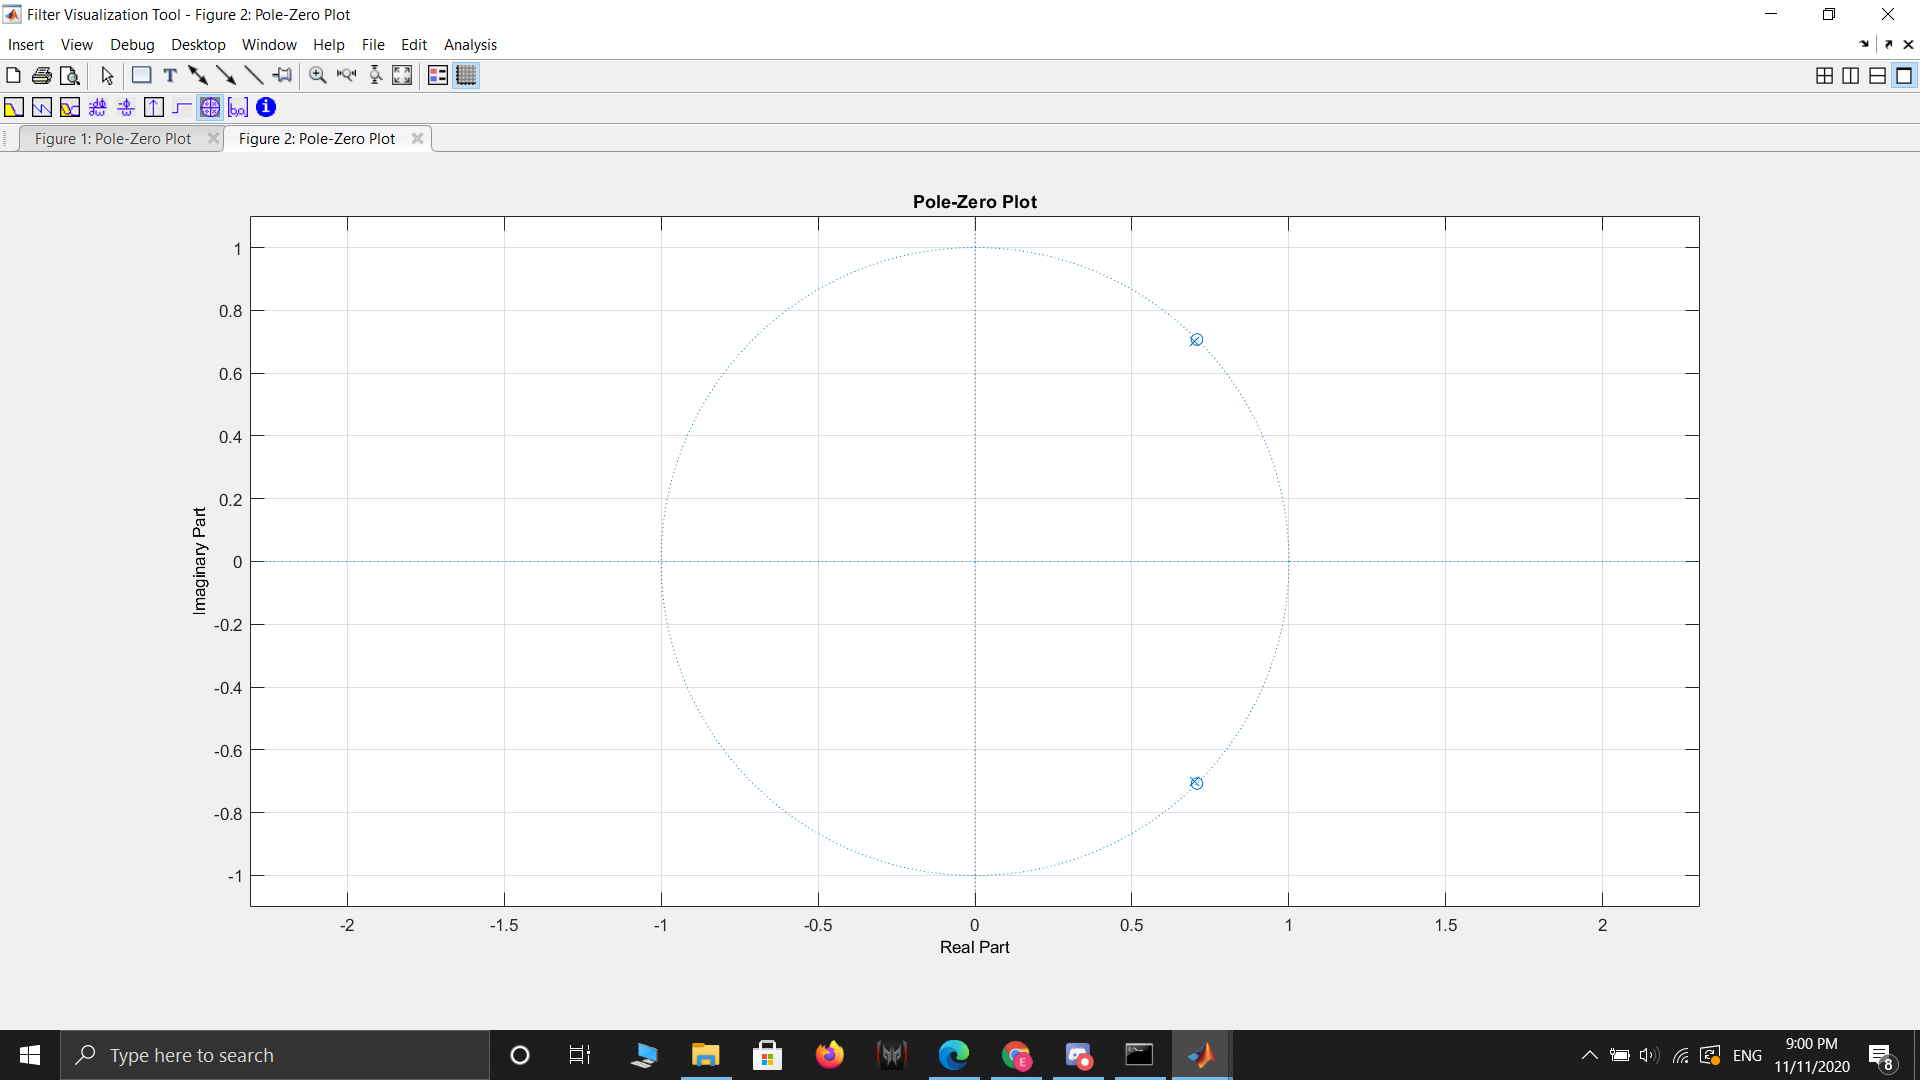 Filter Visualization Tool - Figure 2: Pole-Zero Plot
Insert View Debug Desktop Window Help File Edit Analysis
Figure 1: Pole-Zero Plot Figure 2: Pole-Zero Plot
Pole-Zero Plot
1
0.8
0.6
0.4
0.2
0
-0.2
-0.4
-0.6
-0.8
-1
Imaginary Part
-2 -1.5 -1 -0.5 0 0.5 1 1.5 2
Real Part
Type here to search
E
ENG
9:00 PM
11/11/2020
8